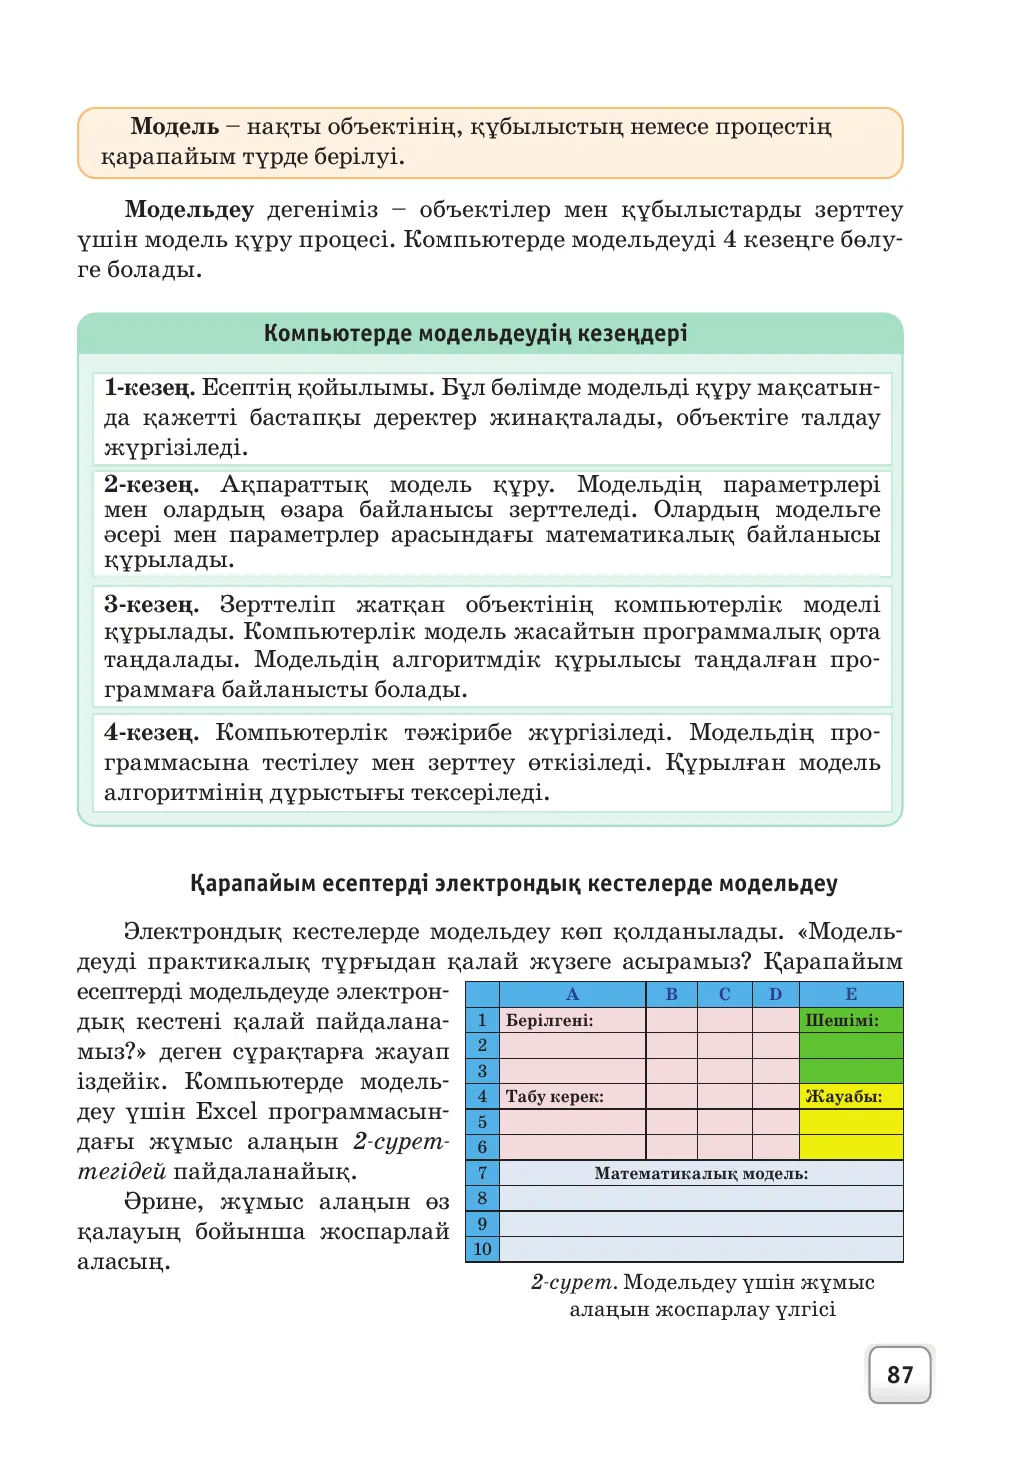 Модель – нақты объектінің, құбылыстың немесе процестің
қарапайым түрде берілуі.
Модельдеу дегеніміз – объектілер мен құбылыстарды зерттеу
үшін модель құру процесі. Компьютерде модельдеуді 4 кезеңге бөлу-
ге болады.
Компьютерде модельдеудің кезеңдері
1-кезең. Есептің қойылымы. Бұл бөлімде модельді құру мақсатын-
да қажетті бастапқы деректер жинақталады, объектіге талдау
жүргізіледі.
2-кезең. Ақпараттық модель құру. Модельдің параметрлері
мен олардың өзара байланысы зерттеледі. Олардың модельге
әсері мен параметрлер арасындағы математикалық байланысы
құрылады.
3-кезең. Зерттеліп жатқан объектінің компьютерлік моделі
құрылады. Компьютерлік модель жасайтын программалық орта
таңдалады. Модельдің алгоритмдік құрылысы таңдалған про-
граммаға байланысты болады.
4-кезең. Компьютерлік тәжірибе жүргізіледі. Модельдің про-
граммасына тестілеу мен зерттеу өткізіледі. Құрылған модель
алгоритмінің дұрыстығы тексеріледі.
Қарапайым есептерді электрондық кестелерде модельдеу
Электрондық кестелерде модельдеу көп қолданылады. «Модель-
деуді практикалық тұрғыдан қалай жүзеге асырамыз? Қарапайым
есептерді модельдеуде электрон-
дық кестені қалай пайдалана-
мыз?» деген сұрақтарға жауап
іздейік. Компьютерде модель-
деу үшін Excel программасын-
дағы жұмыс алаңын 2-сурет-
тегідей пайдаланайық.
Әрине, жұмыс алаңын өз
қалауың бойынша жоспарлай
аласың.
A B C D E
1 Берілгені: Шешімі:
2
3
4 Табу керек: Жауабы:
5
6
7 Математикалық модель:
8
9
10
2-сурет. Модельдеу үшін жұмыс
алаңын жоспарлау үлгісі
87